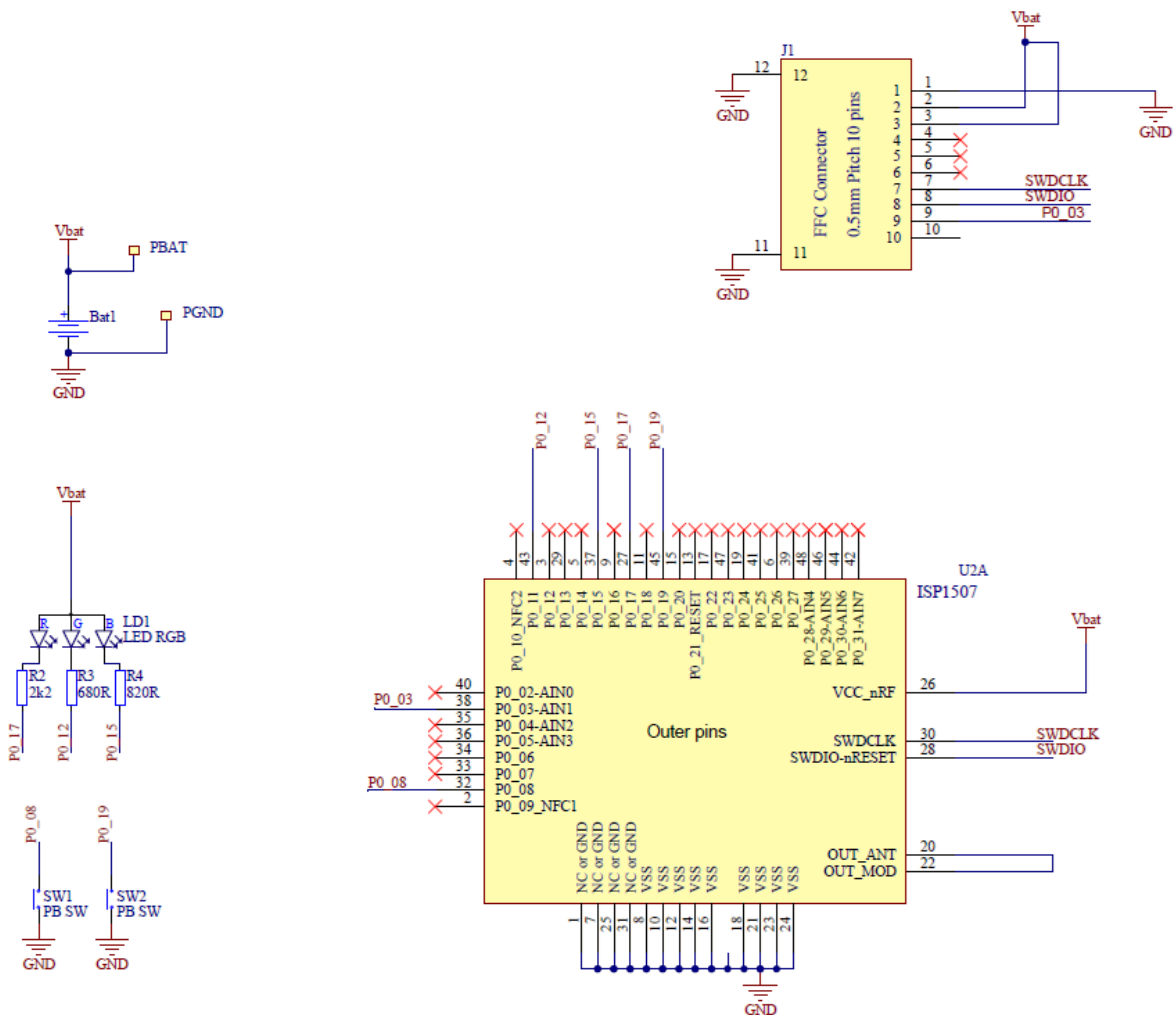 Vbat
J1
12
12
GND
11
11
GND
FFC Connector
0.5mm Pitch 10 pins
1
2
3
4
5
6
7
8
9
10
1
2
3
4
5
6
7
8
9
10
GND
SWDCLK
SWDIO
P0_03
Vbat
PBAT
Bat1
PGND
GND
Vbat
R
G
B
LD1
LED RGB
R2
2k2
R3
680R
R4
820R
P0_17
P0_12
P0_15
P0_08
P0_19
SW1
PB SW
SW2
PB SW
GND
GND
P0_12
P0_15
P0_17
P0_19
4
43
3
29
5
37
9
27
11
45
15
13
17
47
19
41
6
39
48
46
44
42
U2A
ISP1507
P0_10_NFC2
P0_11
P0_12
P0_13
P0_14
P0_15
P0_16
P0_17
P0_18
P0_19
P0_20
P0_21_RESET
P0_22
P0_23
P0_24
P0_25
P0_26
P0_27
P0_28-AIN4
P0_29-AIN5
P0_30-AIN6
P0_31-AIN7
40 P0_02-AIN0
P0_03 38 P0_03-AIN1
35 P0_04-AIN2
36 P0_05-AIN3
34 P0_06
33 P0_07
P0_08 32 P0_08
2 P0_09_NFC1
Outer pins
Vbat
VCC_nRF 26
SWDCLK 30 SWDCLK
SWDIO-nRESET 28 SWDIO
OUT_ANT 20
OUT_MOD 22
NC or GND
NC or GND
NC or GND
NC or GND
VSS
VSS
VSS
VSS
VSS
VSS
VSS
VSS
VSS
1
7
25
31
8
10
12
14
16
18
21
23
24
GND